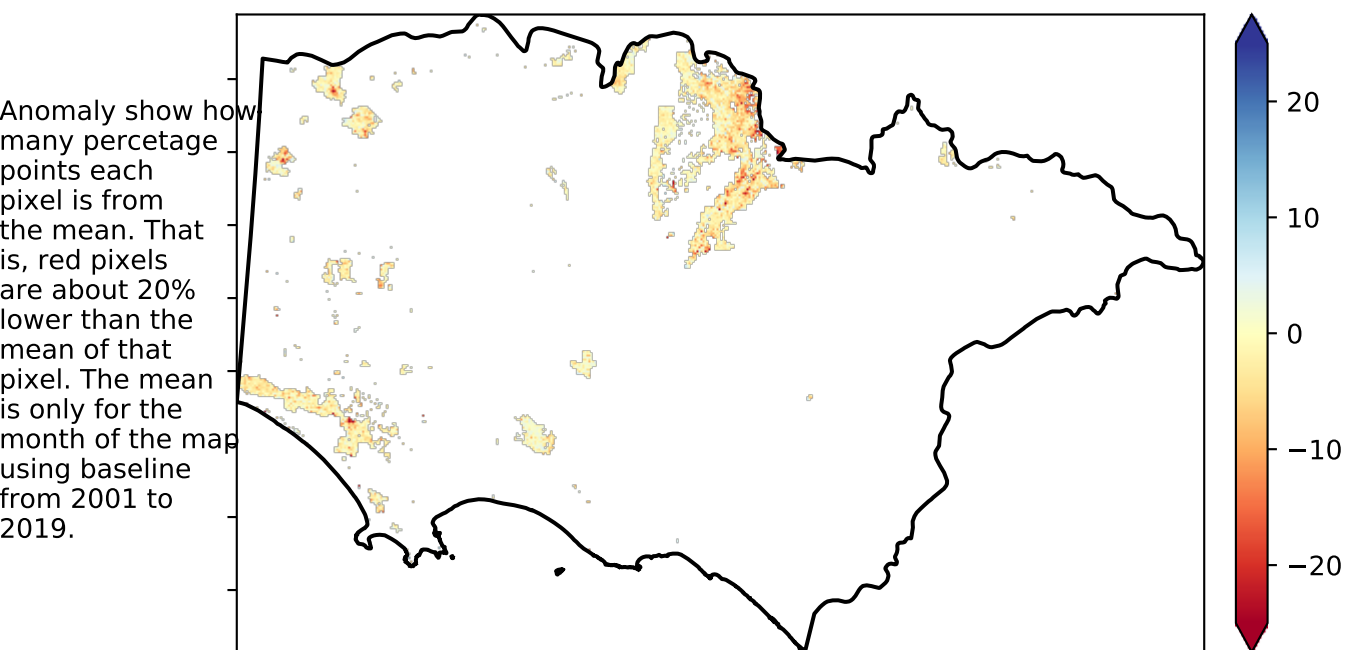 Anomaly show how
many percetage
points each
pixel is from
the mean. That
is, red pixels
are about 20%
lower than the
mean of that
pixel. The mean
is only for the
month of the map
using baseline
from 2001 to
2019.
20
10
0
−10
−20